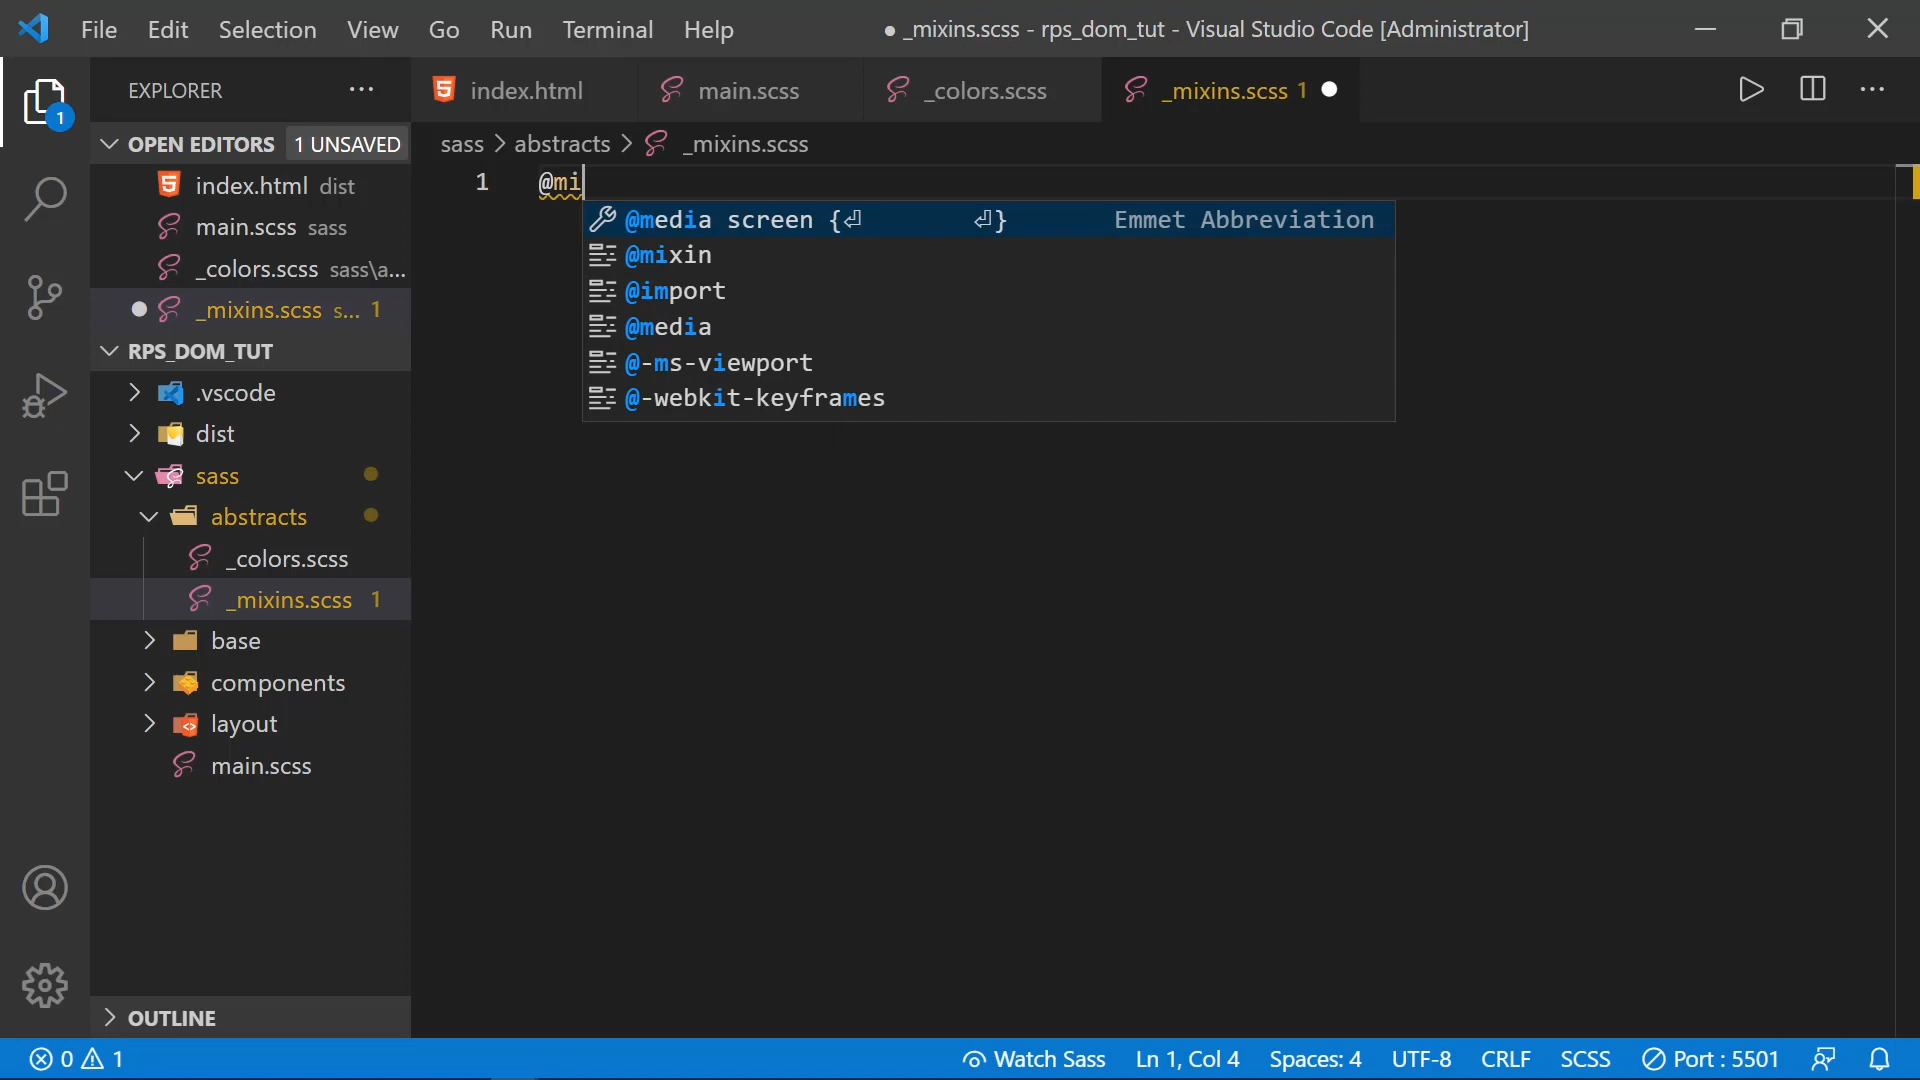 File Edit Selection View Go Run Terminal Help ● _mixins.scss - rps_dom_tut - Visual Studio Code [Administrator]
EXPLORER ···
index.html main.scss _colors.scss _mixins.scss 1 ●
1
OPEN EDITORS 1 UNSAVED
index.html dist
main.scss sass
_colors.scss sass\a...
● _mixins.scss s... 1
RPS_DOM_TUT
.vscode
dist
sass
abstracts
_colors.scss
_mixins.scss 1
base
components
layout
main.scss
OUTLINE
sass > abstracts > _mixins.scss
1 @mi
@media screen {⏎ ⏎} Emmet Abbreviation
@mixin
@import
@media
@-ms-viewport
@-webkit-keyframes
0 1 Watch Sass Ln 1, Col 4 Spaces: 4 UTF-8 CRLF SCSS Port : 5501